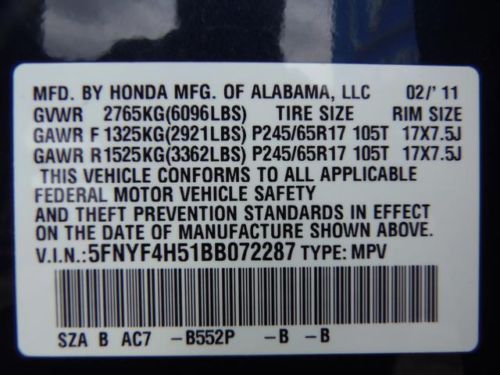 MFD. BY HONDA MFG. OF ALABAMA, LLC 02/'11
GVWR 2765KG(6096LBS) TIRE SIZE RIM SIZE
GAWR F 1325KG(2921LBS) P245/65R17 105T 17X7.5J
GAWR R 1525KG(3362LBS) P245/65R17 105T 17X7.5J
THIS VEHICLE CONFORMS TO ALL APPLICABLE
FEDERAL MOTOR VEHICLE SAFETY
AND THEFT PREVENTION STANDARDS IN EFFECT
ON THE DATE OF MANUFACTURE SHOWN ABOVE.
V.I.N.:5FNYF4H51BB072287 TYPE: MPV
SZA B AC7 –B552P –B –B